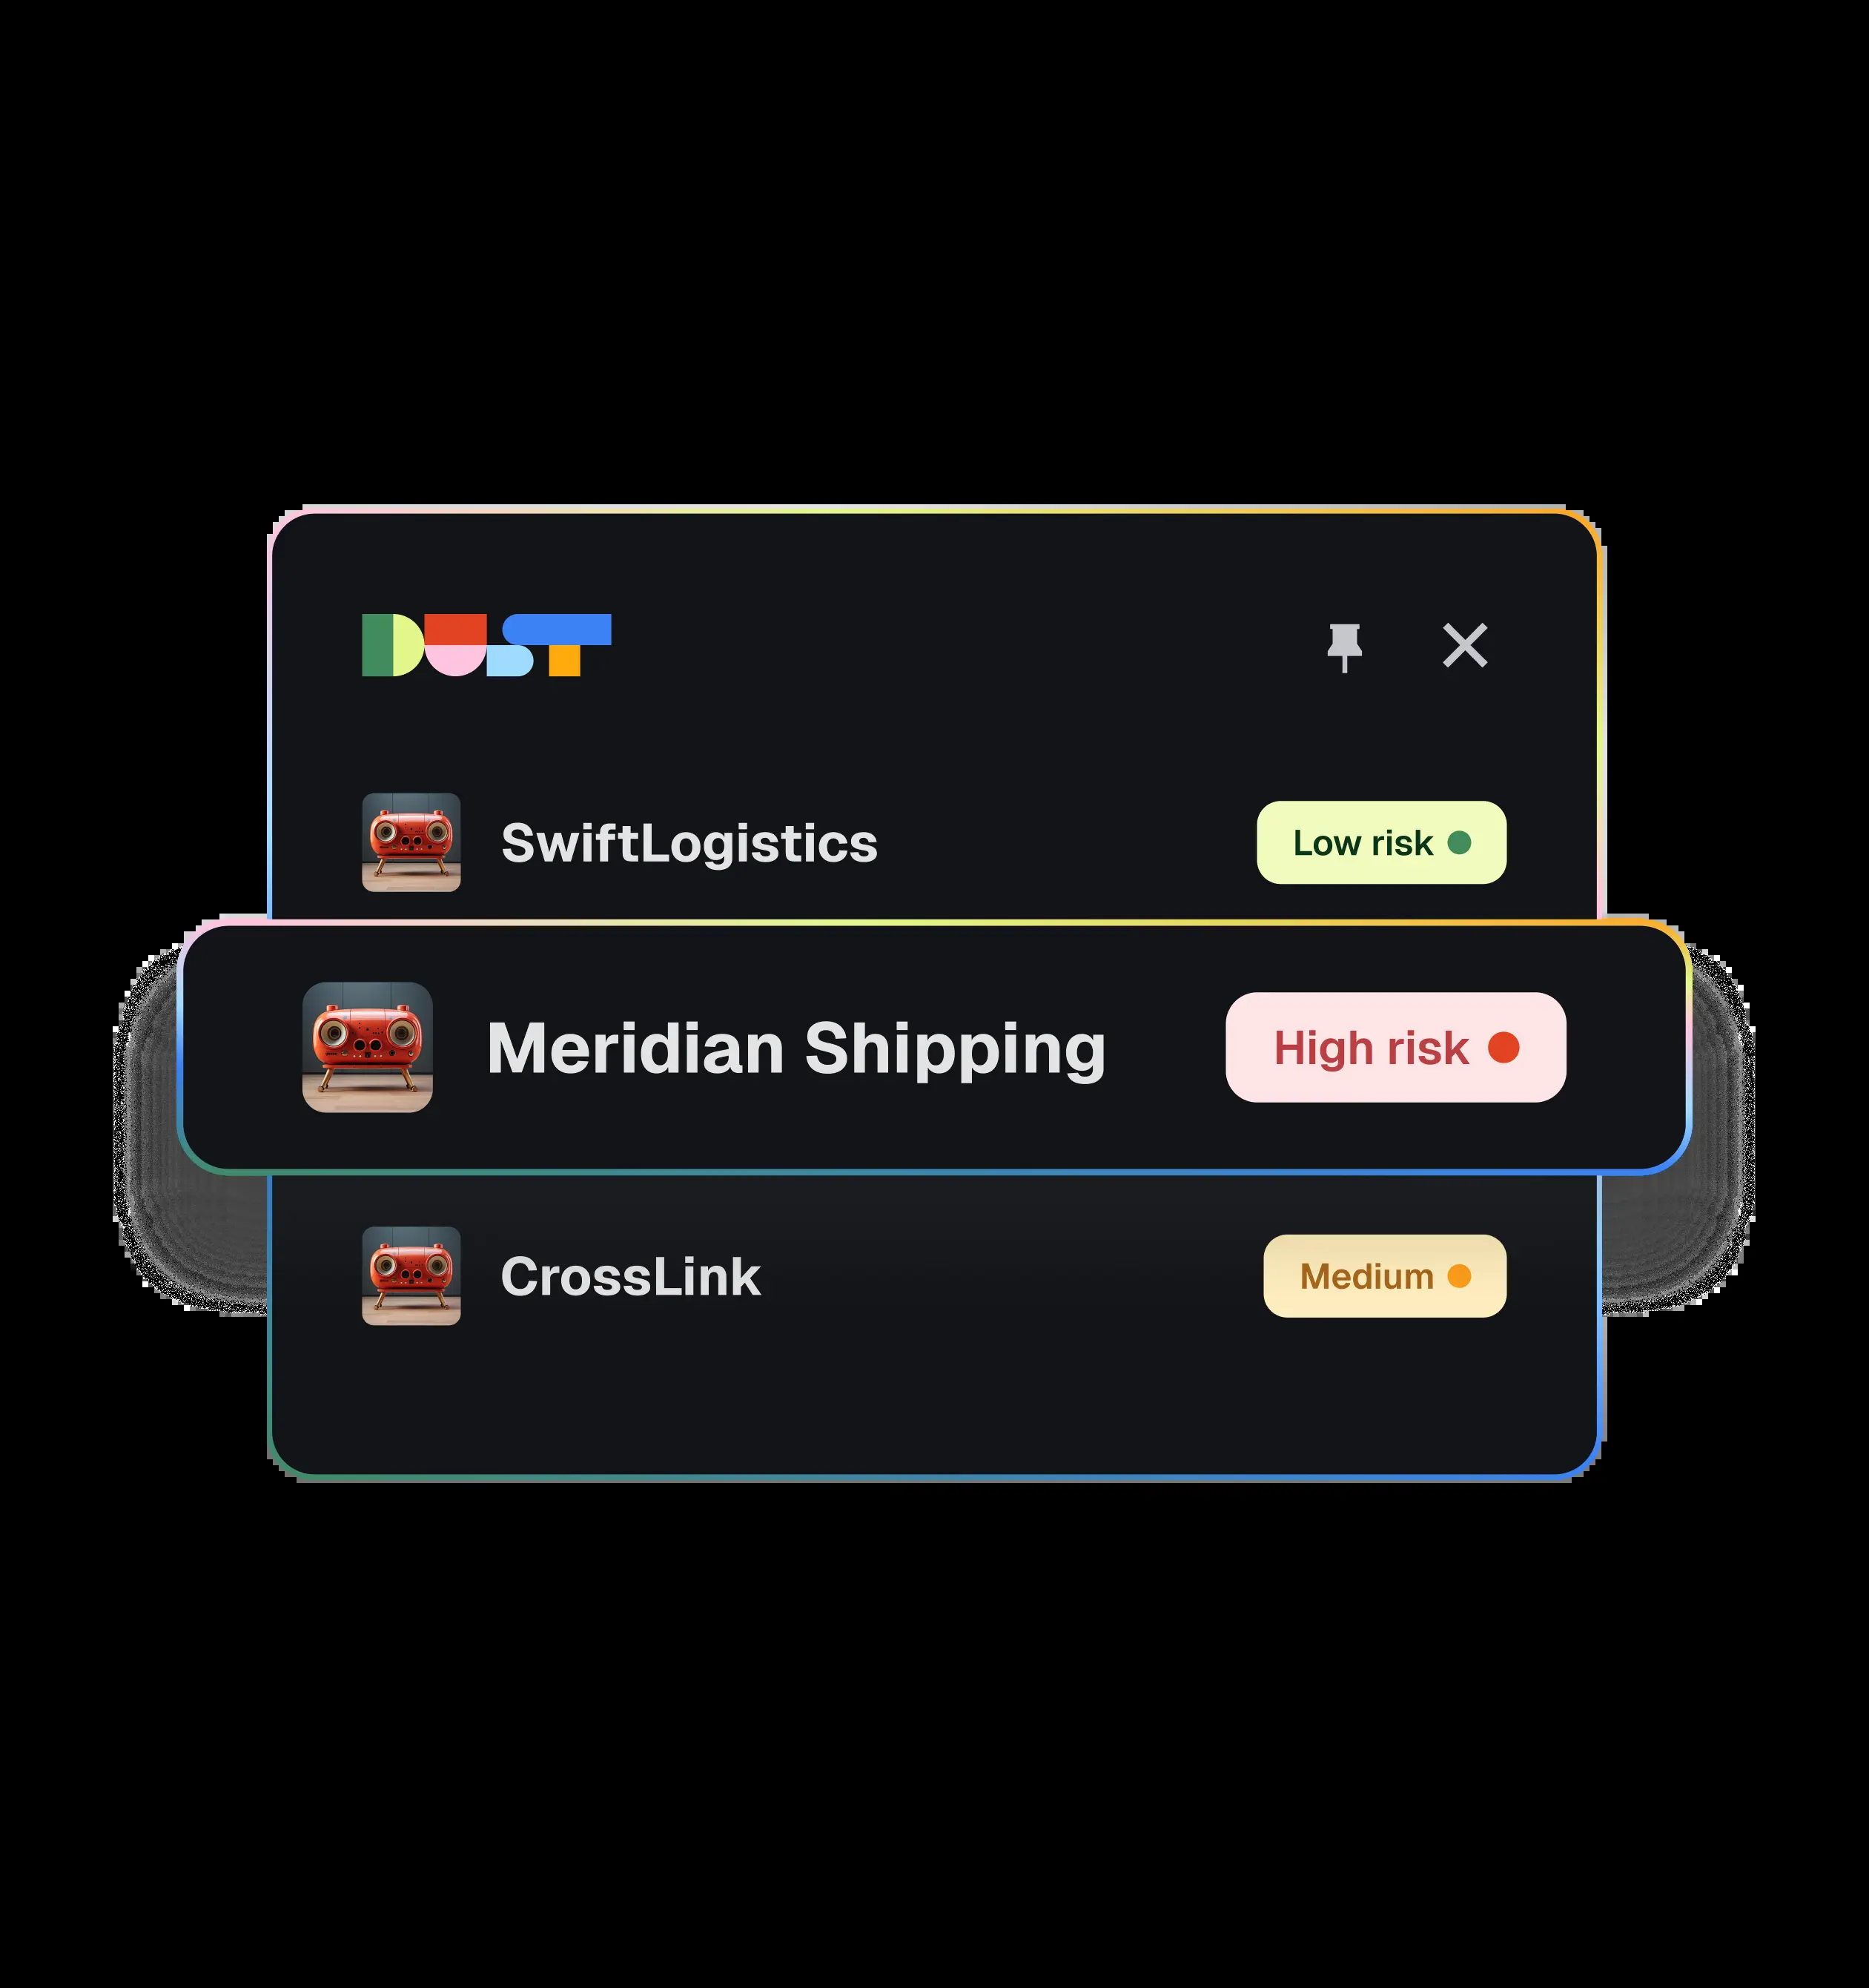 DUST
SwiftLogistics
Low risk
Meridian Shipping
High risk
CrossLink
Medium